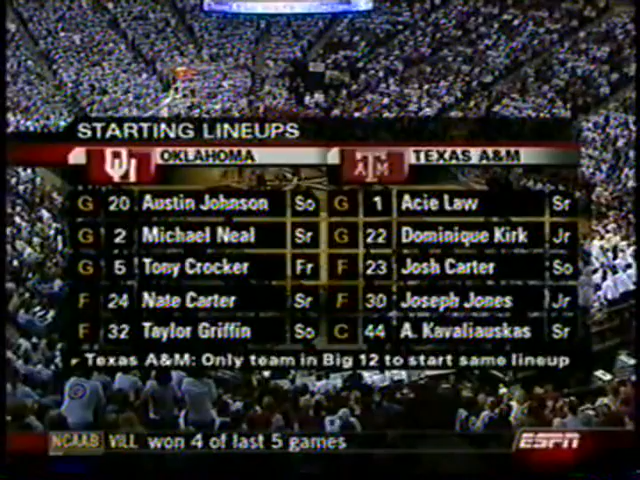 STARTING LINEUPS
OU OKLAHOMA ATM TEXAS A&M
G 20 Austin Johnson So G 1 Acie Law Sr
G 2 Michael Neal Sr G 22 Dominique Kirk Jr
G 5 Tony Crocker Fr F 23 Josh Carter So
F 24 Nate Carter Sr F 30 Joseph Jones Jr
F 32 Taylor Griffin So C 44 A. Kavaliauskas Sr
Texas A&M: Only team in Big 12 to start same lineup
NCAAB VILL won 4 of last 5 games ESPN